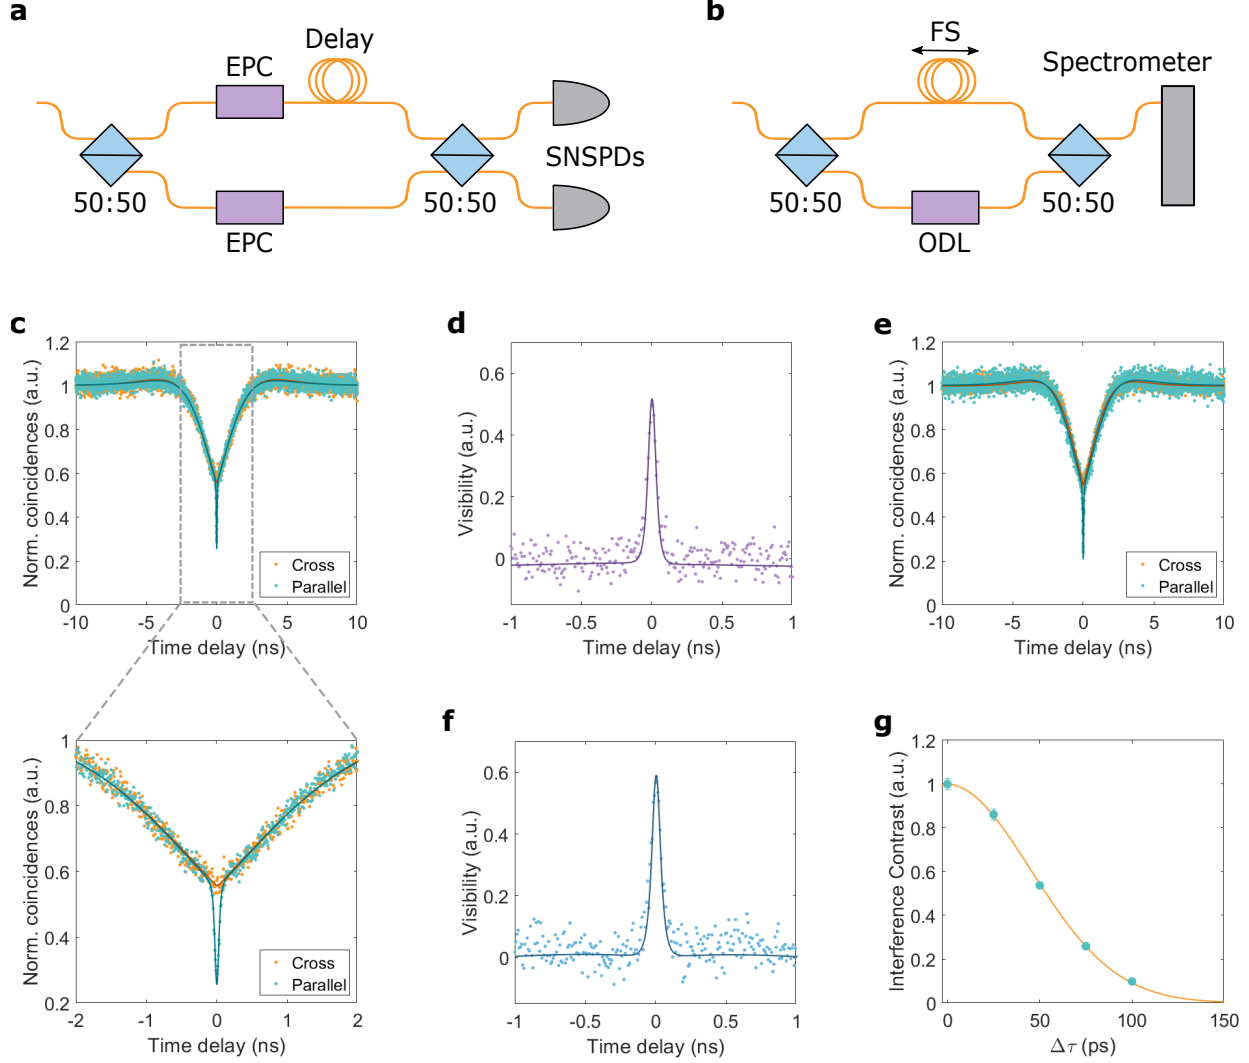 a
Delay
EPC
SNSPDs
50:50
50:50
EPC
b
FS
Spectrometer
50:50
50:50
ODL
c
Norm. coincidences (a.u.)
1.2
1
0.8
0.6
0.4
0.2
0
-10
-5
0
5
10
Time delay (ns)
Cross
Parallel
d
Visibility (a.u.)
0.6
0.4
0.2
0
-1
-0.5
0
0.5
1
Time delay (ns)
e
Norm. coincidences (a.u.)
1.2
1
0.8
0.6
0.4
0.2
0
-10
-5
0
5
10
Time delay (ns)
Cross
Parallel
Norm. coincidences (a.u.)
1
0.8
0.6
0.4
0.2
-2
-1
0
1
2
Time delay (ns)
Cross
Parallel
f
Visibility (a.u.)
0.6
0.4
0.2
0
-1
-0.5
0
0.5
1
Time delay (ns)
g
Interference Contrast (a.u.)
1.2
1
0.8
0.6
0.4
0.2
0
0
50
100
150
Δτ (ps)